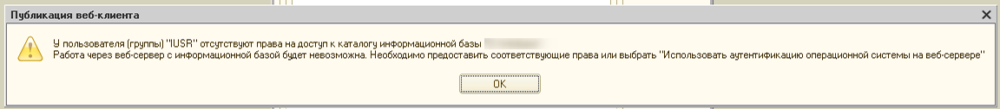 Публикация веб-клиента
У пользователя (группы) "IUSR" отсутствуют права на доступ к каталогу информационной базы
Работа через веб-сервер с информационной базой будет невозможна. Необходимо предоставить соответствующие права или выбрать "Использовать аутентификацию операционной системы на веб-сервере"
OK